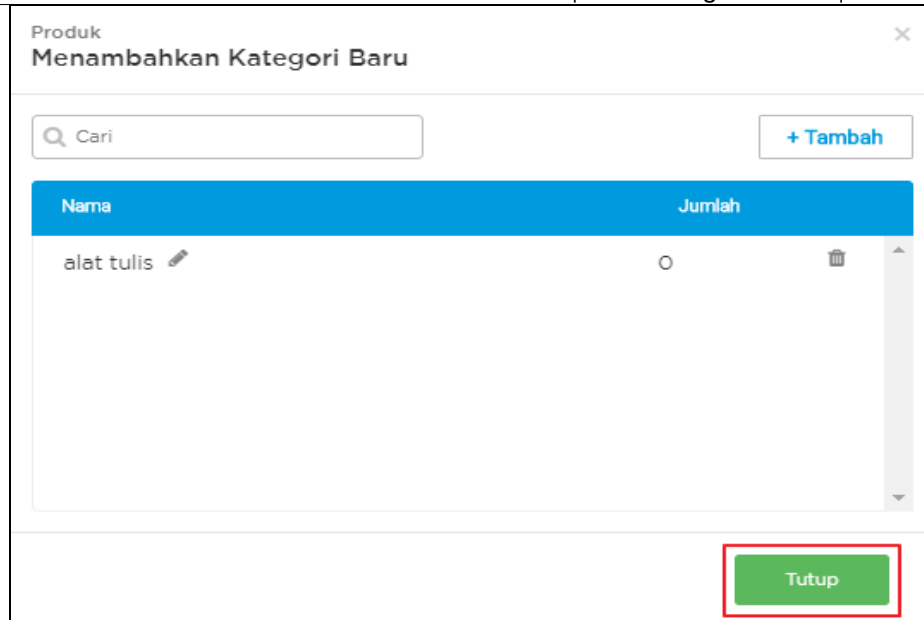 Produk
Menambahkan Kategori Baru
Cari
+ Tambah
Nama Jumlah
alat tulis 0
Tutup